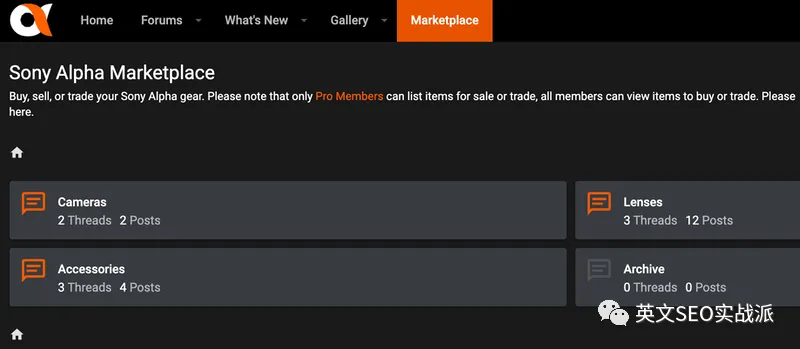 Home Forums What's New Gallery Marketplace
Sony Alpha Marketplace
Buy, sell, or trade your Sony Alpha gear. Please note that only Pro Members can list items for sale or trade, all members can view items to buy or trade. Please
here.
Cameras
2 Threads 2 Posts
Lenses
3 Threads 12 Posts
Accessories
3 Threads 4 Posts
Archive
0 Threads 0 Posts
英文SEO实战派